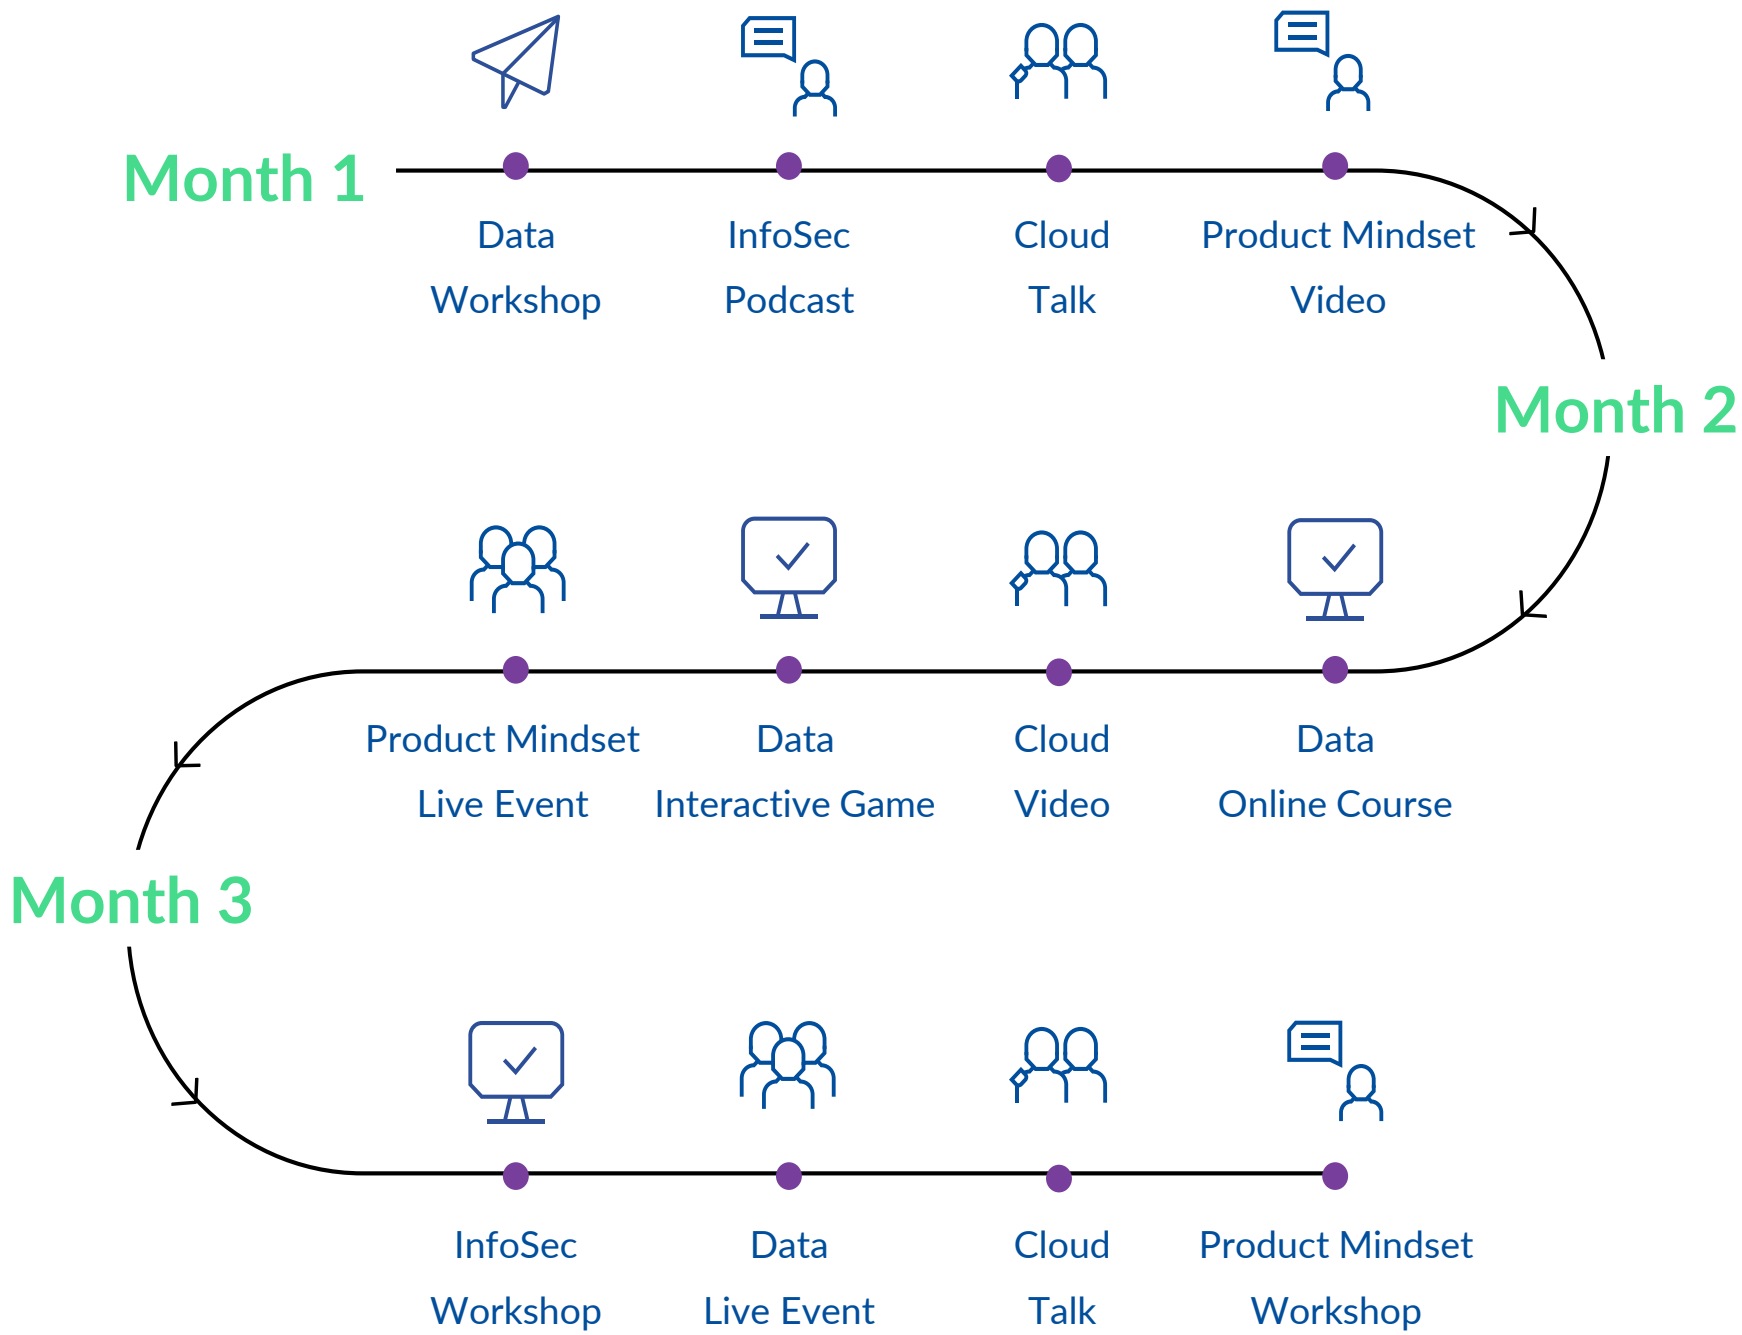 Month 1
Data
Workshop
InfoSec
Podcast
Cloud
Talk
Product Mindset
Video
Month 2
Product Mindset
Live Event
Data
Interactive Game
Cloud
Video
Data
Online Course
Month 3
InfoSec
Workshop
Data
Live Event
Cloud
Talk
Product Mindset
Workshop